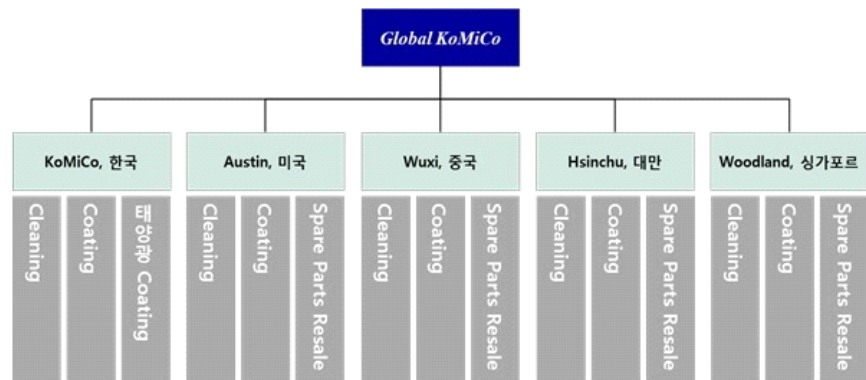 Global KoMiCo
KoMiCo, 한국
Austin, 미국
Wuxi, 중국
Hsinchu, 대만
Woodland, 싱가포르
Cleaning
Coating
태양광 Coating
Cleaning
Coating
Spare Parts Resale
Cleaning
Coating
Spare Parts Resale
Cleaning
Coating
Spare Parts Resale
Cleaning
Coating
Spare Parts Resale